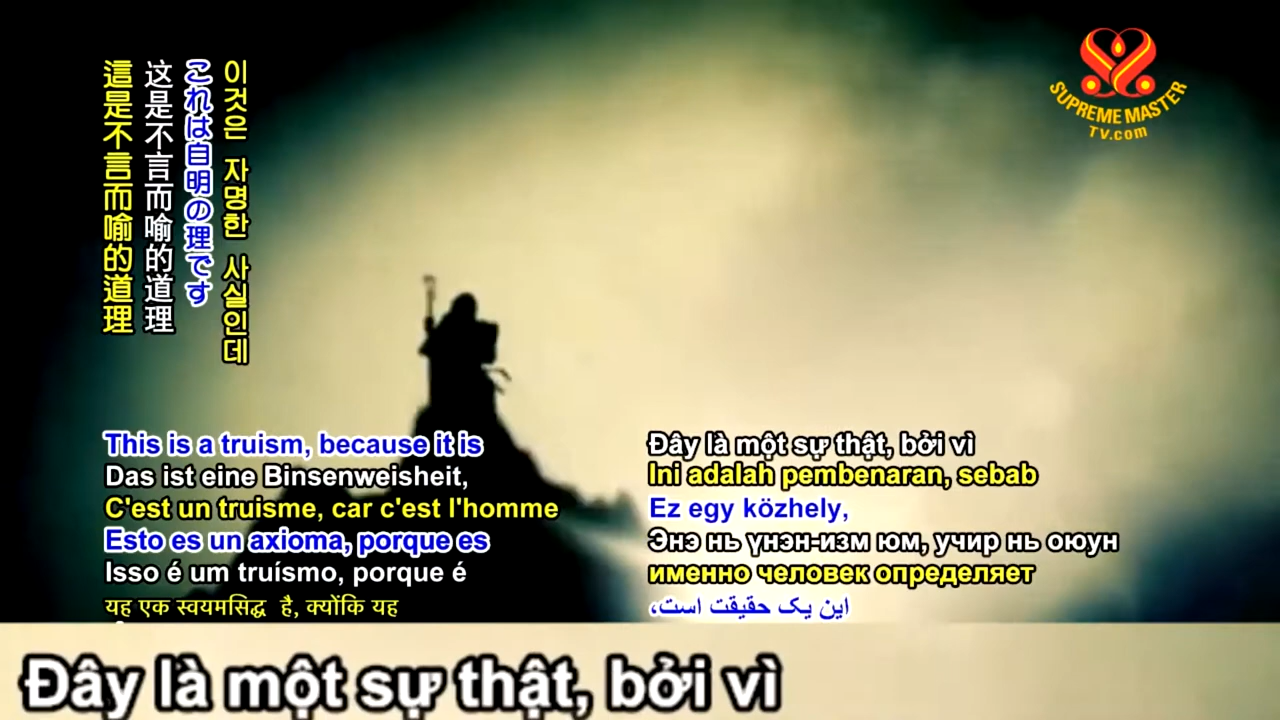 這是不言而喻的道理
这是不言而喻的道理
これは自明の理です
이것은 자명한 사실인데
SUPREME MASTER
TV.com
This is a truism, because it is
Das ist eine Binsenweisheit,
C'est un truisme, car c'est l'homme
Esto es un axioma, porque es
Isso é um truísmo, porque é
यह एक स्वयमसिद्ध है, क्योंकि यह
Đây là một sự thật, bởi vì
Ini adalah pembenaran, sebab
Ez egy közhely,
Энэ нь үнэн-изм юм, учир нь оюун
именно человек определяет
این یک حقیقت است،
Đây là một sự thật, bởi vì